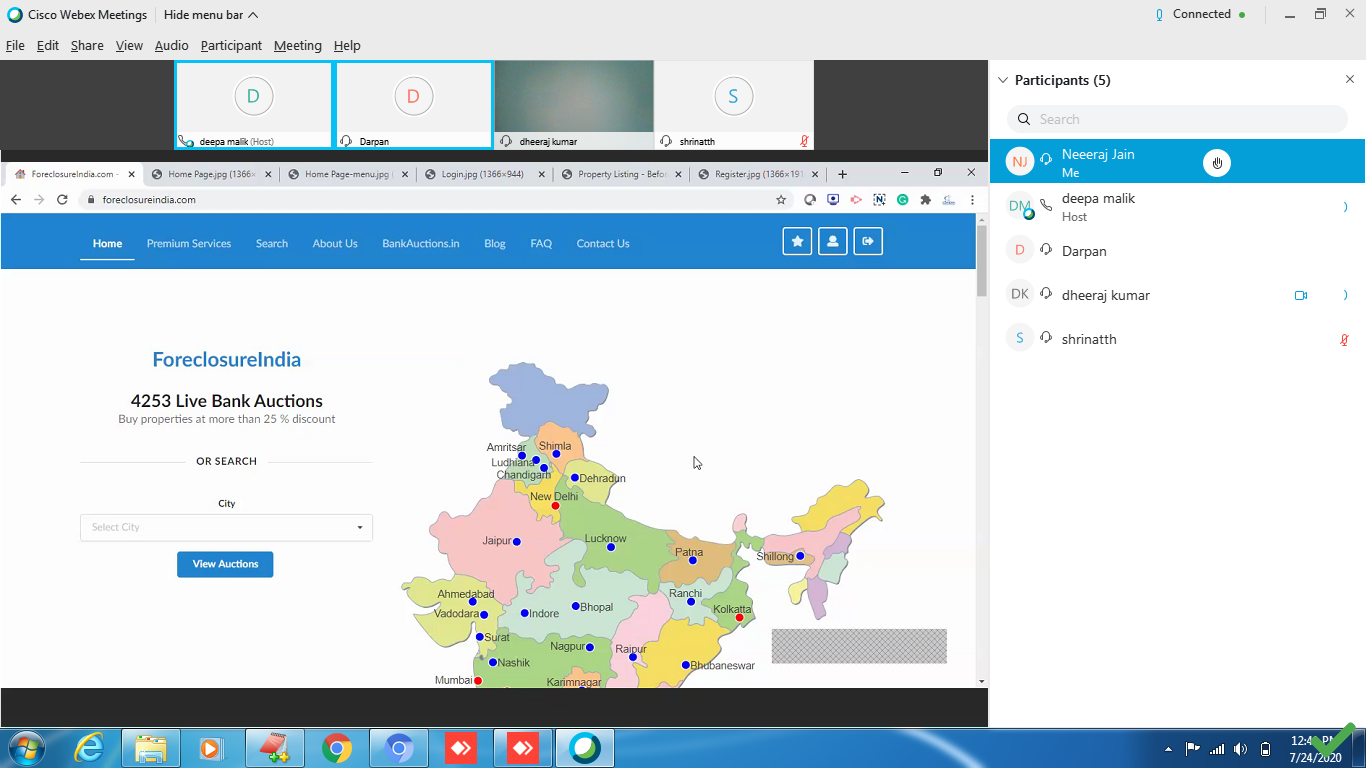 Cisco Webex Meetings
Hide menu bar
Connected
File Edit Share View Audio Participant Meeting Help
D
deepa malik (Host)
D
Darpan
dheeraj kumar
S
shrinatth
Participants (5)
Search
NJ
Neeeraj Jain
Me
DM
deepa malik
Host
D
Darpan
DK
dheeraj kumar
S
shrinatth
ForeclosureIndia.com -
Home Page.jpg (1366×
Home Page-menu.jpg (
Login.jpg (1366×944)
Property Listing - Befor
Register.jpg (1366×191
foreclosureindia.com
Home
Premium Services
Search
About Us
BankAuctions.in
Blog
FAQ
Contact Us
ForeclosureIndia
4253 Live Bank Auctions
Buy properties at more than 25 % discount
OR SEARCH
City
Select City
View Auctions
Amritsar
Shimla
Ludhiana
Chandigarh
Dehradun
New Delhi
Jaipur
Lucknow
Patna
Shillong
Ahmedabad
Vadodara
Indore
Bhopal
Ranchi
Kolkatta
Surat
Nagpur
Raipur
Nashik
Bhubaneswar
Mumbai
Karimnagar
7/24/2020